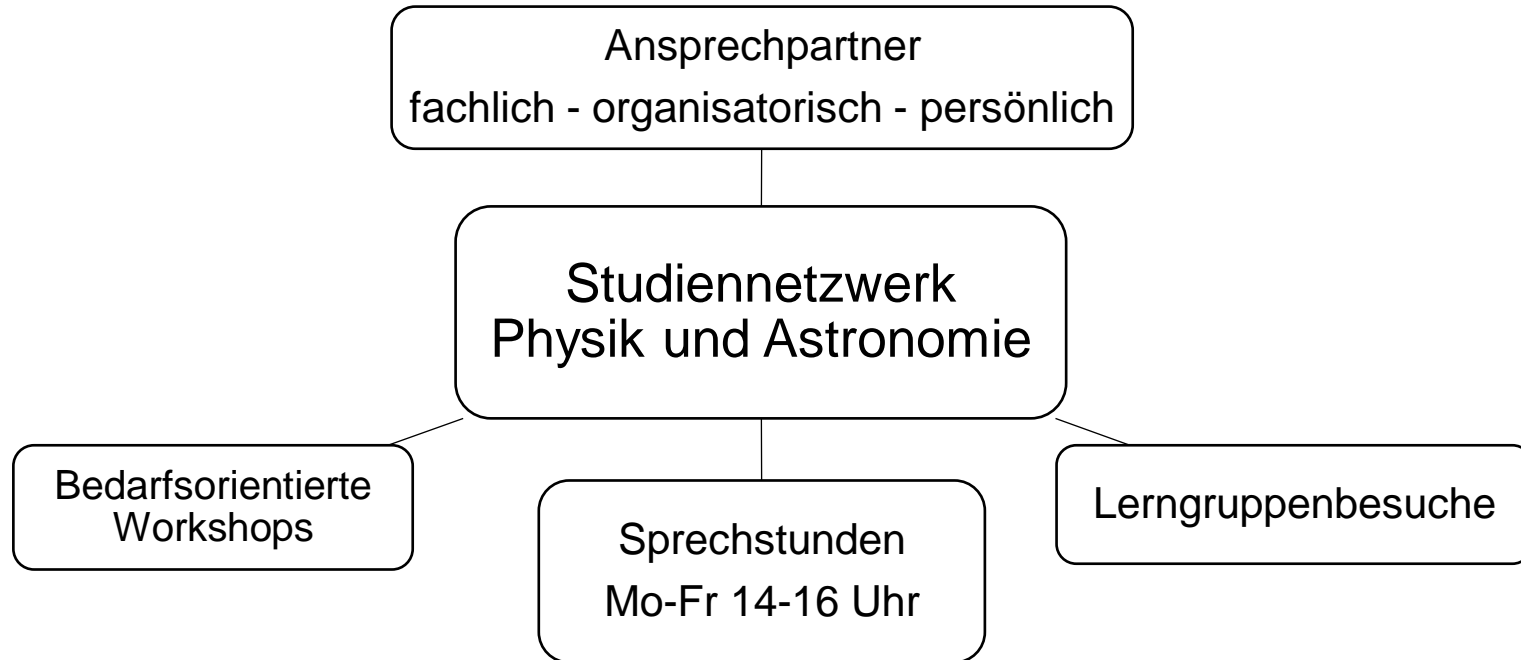 Ansprechpartner
fachlich - organisatorisch - persönlich
Studiennetzwerk
Physik und Astronomie
Bedarfsorientierte
Workshops
Sprechstunden
Mo-Fr 14-16 Uhr
Lerngruppenbesuche